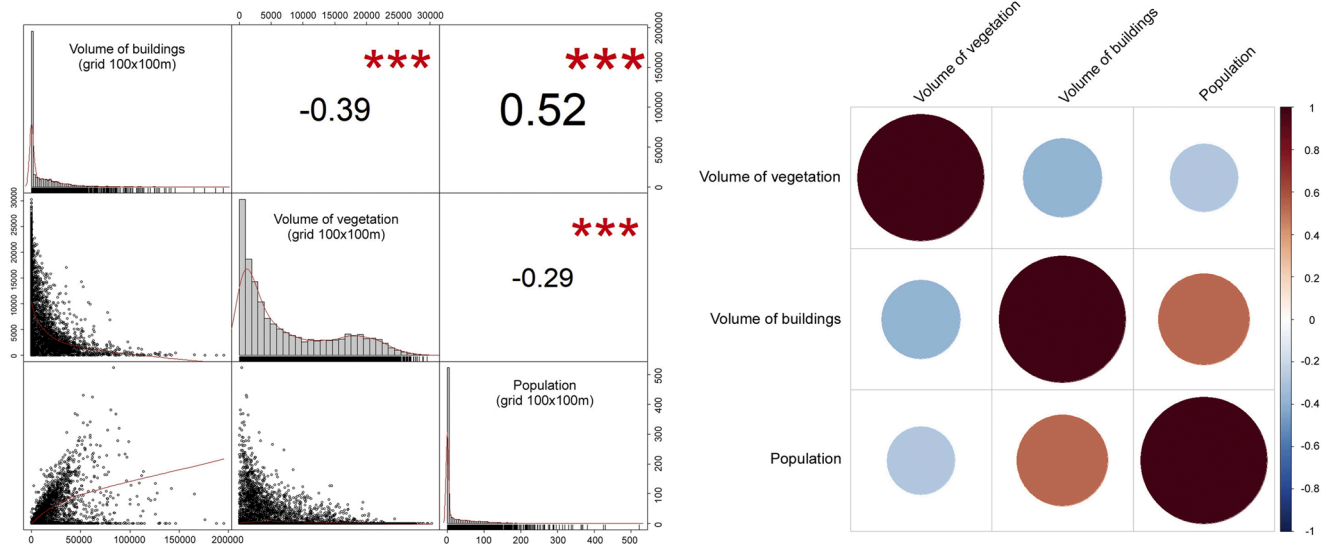 0 5000 10000 15000 20000 25000 30000
Volume of buildings
(grid 100x100m)
***
-0.39
***
0.52
0 50000 100000 150000 200000
0 5000 10000 15000 20000 25000 30000
Volume of vegetation
(grid 100x100m)
***
-0.29
Population
(grid 100x100m)
0 100 200 300 400 500
0 50000 100000 150000 200000
0 100 200 300 400 500
Volume of vegetation
Volume of buildings
Population
Volume of vegetation
Volume of buildings
Population
1
0.8
0.6
0.4
0.2
0
-0.2
-0.4
-0.6
-0.8
-1